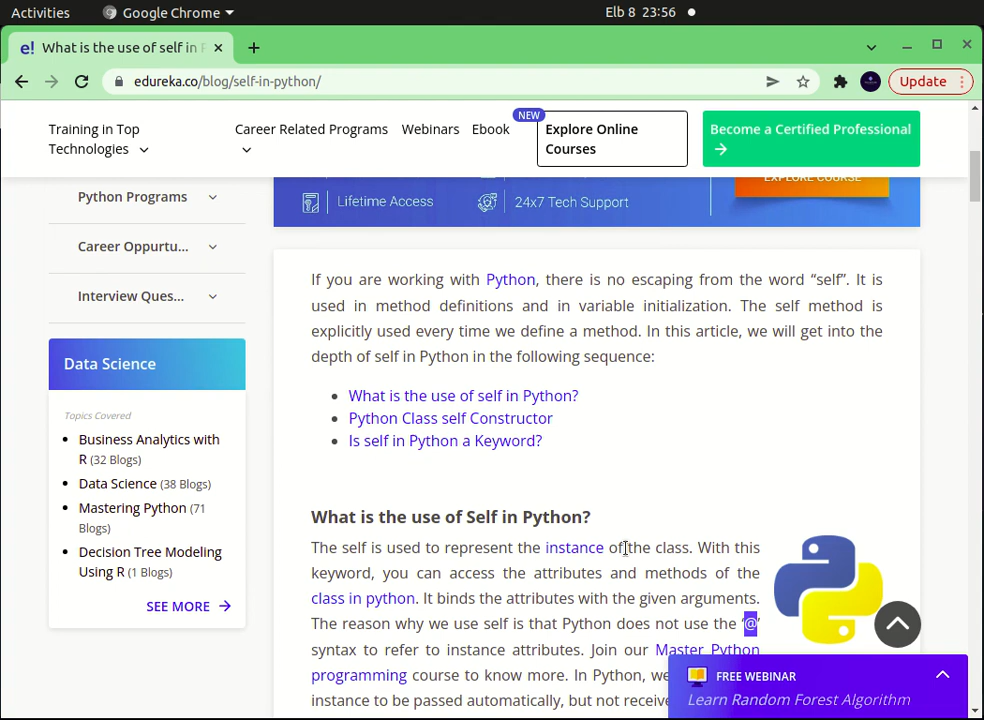 Activities
Google Chrome
Elb 8 23:56
e! What is the use of self in P
edureka.co/blog/self-in-python/
Update
Training in Top
Technologies
Career Related Programs
Webinars
Ebook
NEW
Explore Online
Courses
Become a Certified Professional
Python Programs
Career Oppurtu...
Interview Ques...
Lifetime Access
24x7 Tech Support
EXPLORE COURSE
Data Science
Topics Covered
Business Analytics with
R (32 Blogs)
Data Science (38 Blogs)
Mastering Python (71
Blogs)
Decision Tree Modeling
Using R (1 Blogs)
SEE MORE
If you are working with Python, there is no escaping from the word “self”. It is
used in method definitions and in variable initialization. The self method is
explicitly used every time we define a method. In this article, we will get into the
depth of self in Python in the following sequence:
What is the use of self in Python?
Python Class self Constructor
Is self in Python a Keyword?
What is the use of Self in Python?
The self is used to represent the instance of the class. With this
keyword, you can access the attributes and methods of the
class in python. It binds the attributes with the given arguments.
The reason why we use self is that Python does not use the ‘@’
syntax to refer to instance attributes. Join our Master Python
programming course to know more. In Python, we
instance to be passed automatically, but not receive
FREE WEBINAR
Learn Random Forest Algorithm